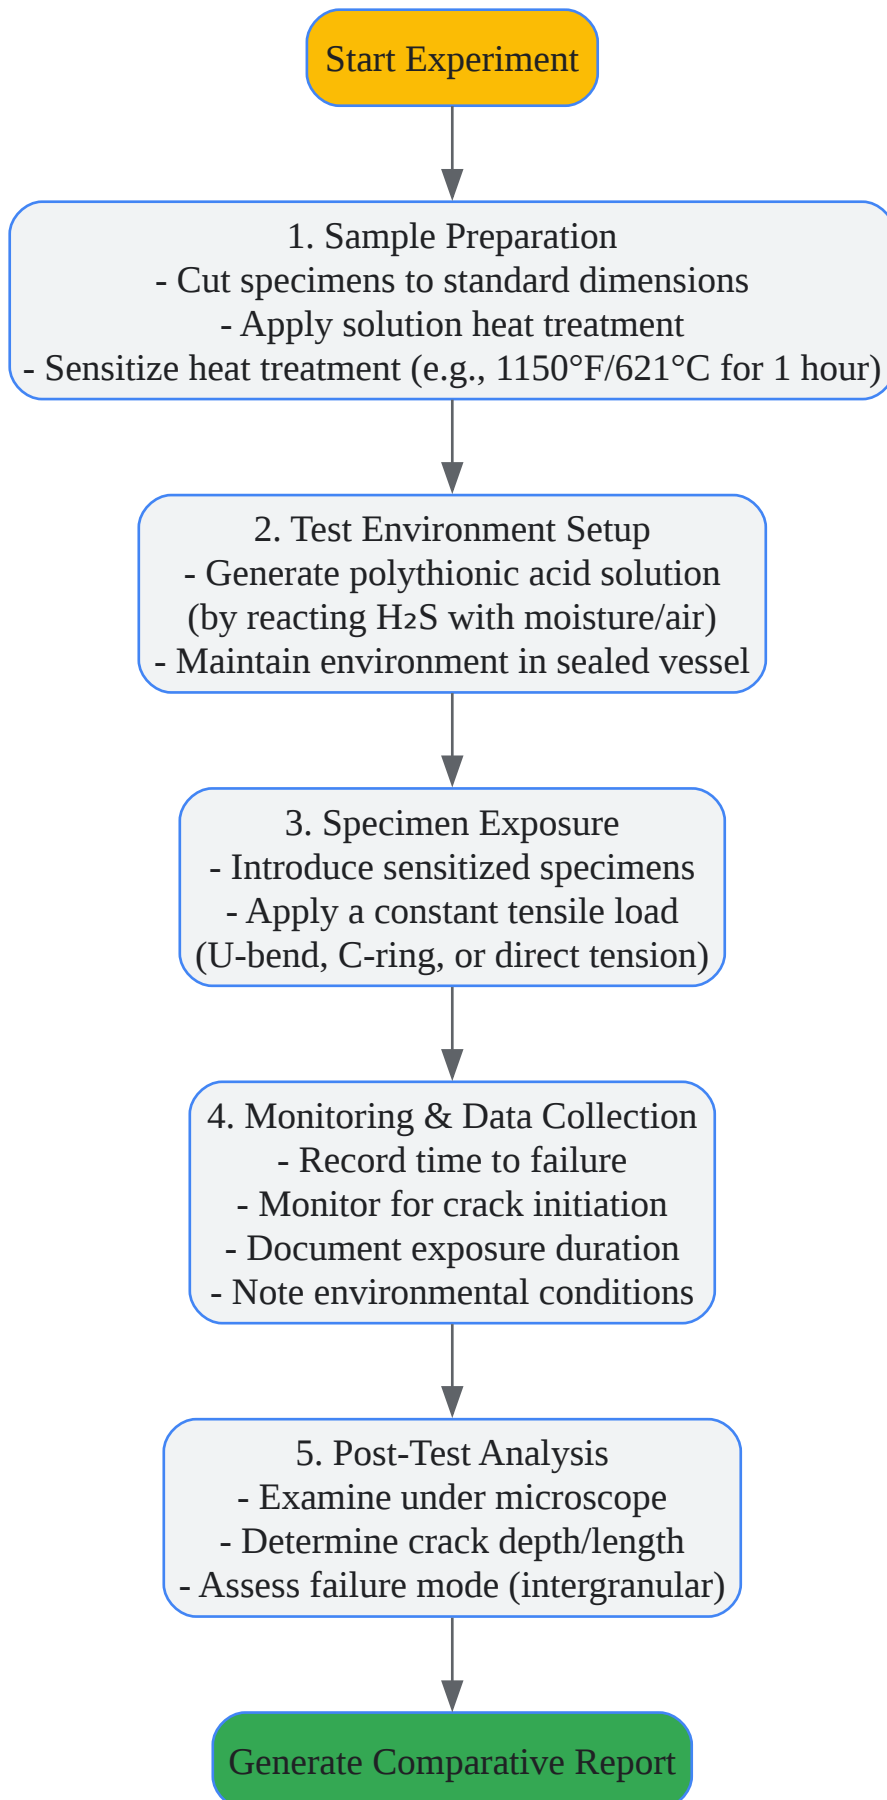 Start Experiment
1. Sample Preparation
- Cut specimens to standard dimensions
- Apply solution heat treatment
- Sensitize heat treatment (e.g., 1150°F/621°C for 1 hour)
2. Test Environment Setup
- Generate polythionic acid solution
(by reacting H₂S with moisture/air)
- Maintain environment in sealed vessel
3. Specimen Exposure
- Introduce sensitized specimens
- Apply a constant tensile load
(U-bend, C-ring, or direct tension)
4. Monitoring & Data Collection
- Record time to failure
- Monitor for crack initiation
- Document exposure duration
- Note environmental conditions
5. Post-Test Analysis
- Examine under microscope
- Determine crack depth/length
- Assess failure mode (intergranular)
Generate Comparative Report